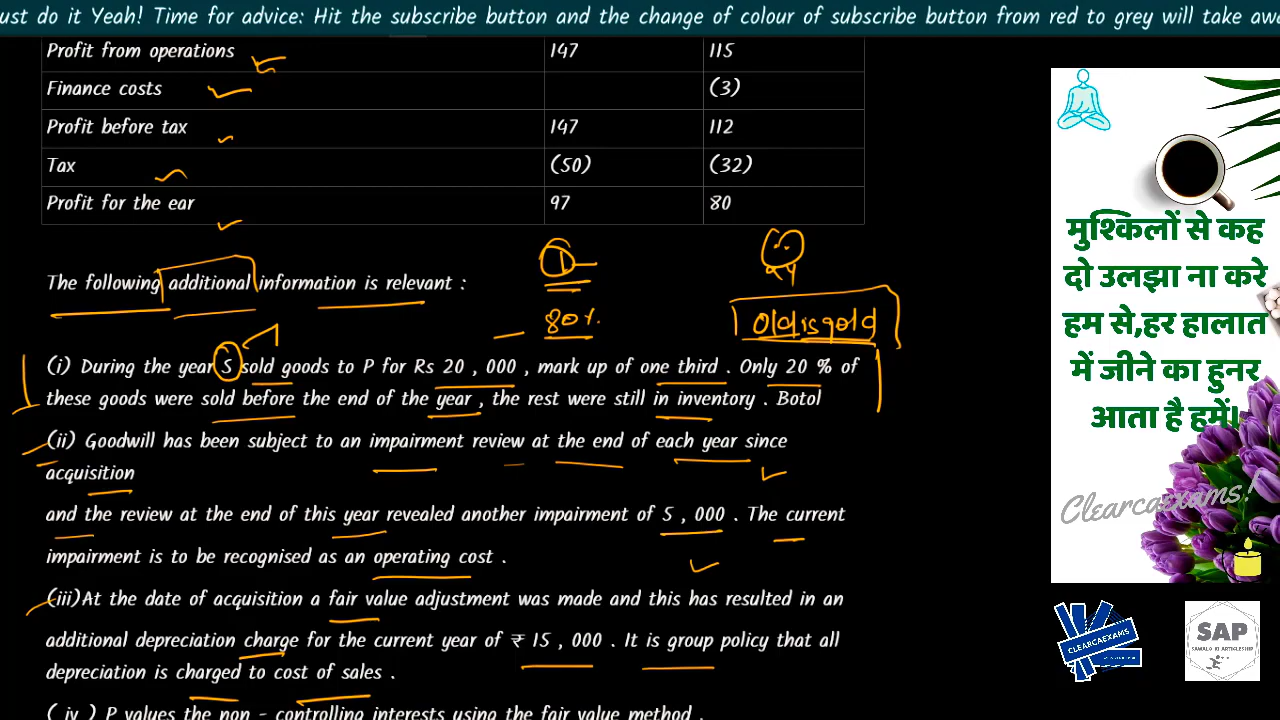 ust do it Yeah! Time for advice: Hit the subscribe button and the change of colour of subscribe button from red to grey will take awa
Profit from operations 147 115
Finance costs (3)
Profit before tax 147 112
Tax (50) (32)
Profit for the ear 97 80
The following additional information is relevant :
80%
Old is gold
(i) During the year S sold goods to P for Rs 20 , 000 , mark up of one third . Only 20 % of
these goods were sold before the end of the year , the rest were still in inventory . Botol
(ii) Goodwill has been subject to an impairment review at the end of each year since
acquisition
and the review at the end of this year revealed another impairment of 5 , 000 . The current
impairment is to be recognised as an operating cost .
(iii)At the date of acquisition a fair value adjustment was made and this has resulted in an
additional depreciation charge for the current year of ₹ 15 , 000 . It is group policy that all
depreciation is charged to cost of sales .
( iv ) P values the non - controlling interests using the fair value method .
मुश्किलों से कह
दो उलझा ना करे
हम से,हर हालात
में जीने का हुनर
आता है हमें।
Clearcaexams!
CLEARCAEXAMS
SAP